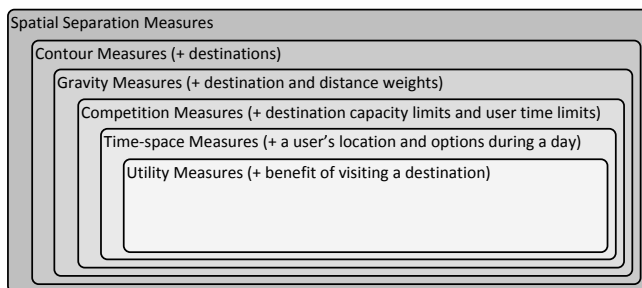 Spatial Separation Measures
Contour Measures (+ destinations)
Gravity Measures (+ destination and distance weights)
Competition Measures (+ destination capacity limits and user time limits)
Time-space Measures (+ a user's location and options during a day)
Utility Measures (+ benefit of visiting a destination)